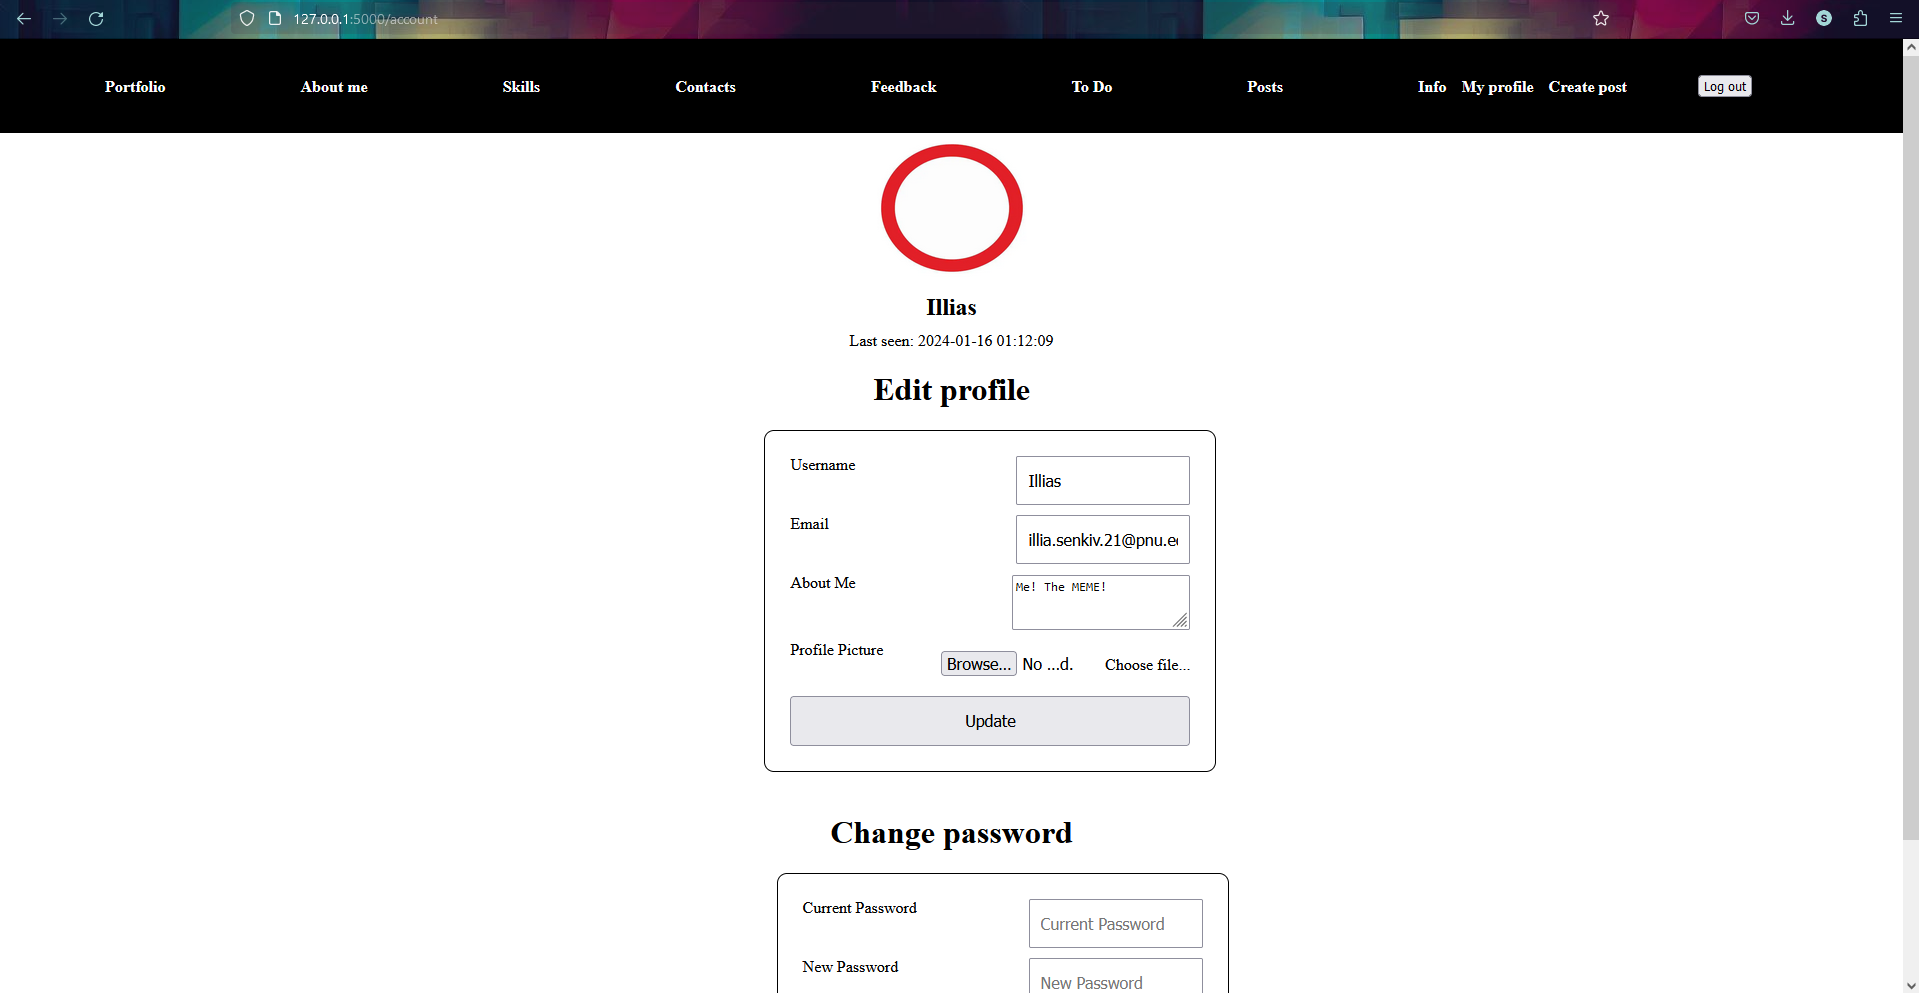 127.0.0.1:5000/account
S
Portfolio About me Skills Contacts Feedback To Do Posts Info My profile Create post Log out
Illias
Last seen: 2024-01-16 01:12:09
Edit profile
Username Illias
Email illia.senkiv.21@pnu.e
About Me Me! The MEME!
Profile Picture Browse... No ...d. Choose file...
Update
Change password
Current Password Current Password
New Password New Password